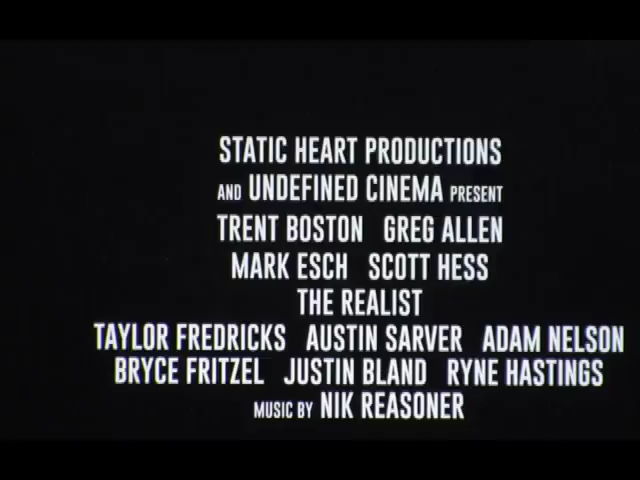 STATIC HEART PRODUCTIONS
AND UNDEFINED CINEMA PRESENT
TRENT BOSTON GREG ALLEN
MARK ESCH SCOTT HESS
THE REALIST
TAYLOR FREDRICKS AUSTIN SARVER ADAM NELSON
BRYCE FRITZEL JUSTIN BLAND RYNE HASTINGS
MUSIC BY NIK REASONER